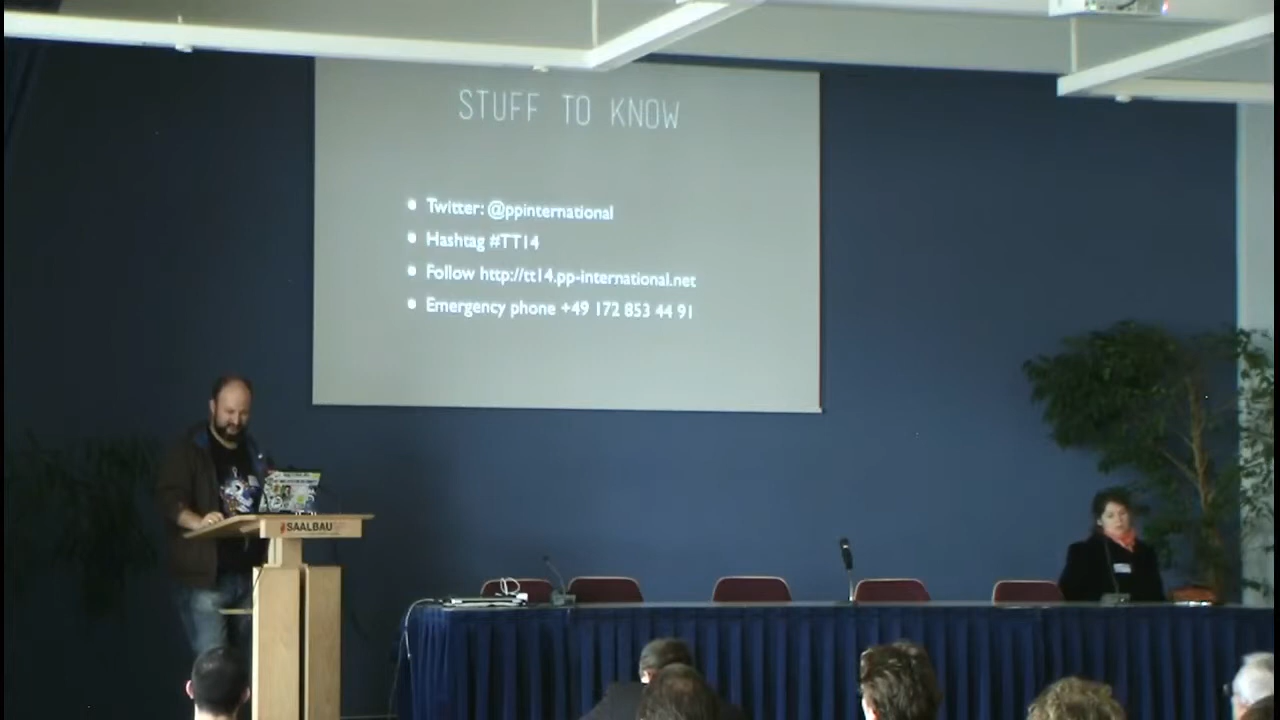 STUFF TO KNOW
Twitter: @ppinternational
Hashtag #TT14
Follow http://tt14.pp-international.net
Emergency phone +49 172 853 44 91
SAALBAU